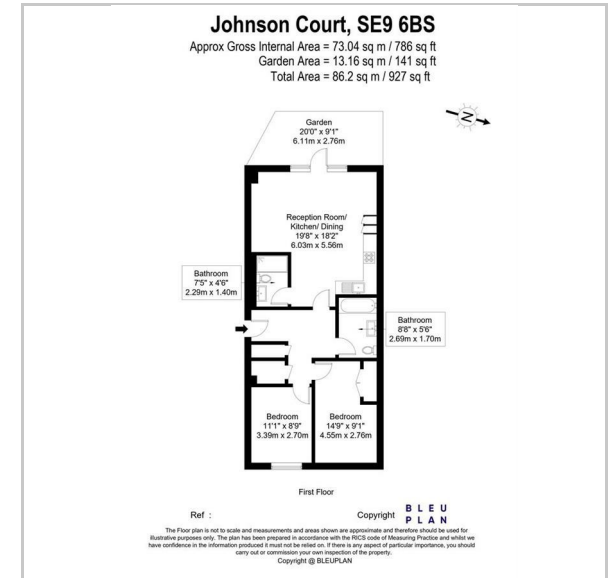 Johnson Court, SE9 6BS
Approx Gross Internal Area = 73.04 sq m / 786 sq ft
Garden Area = 13.16 sq m / 141 sq ft
Total Area = 86.2 sq m / 927 sq ft
N
Garden
20'0" x 9'1"
6.11m x 2.76m
Reception Room/
Kitchen/ Dining
19'8" x 18'2"
6.03m x 5.56m
Bathroom
7'5" x 4'6"
2.29m x 1.40m
Bathroom
8'8" x 5'6"
2.69m x 1.70m
Bedroom
11'1" x 8'9"
3.39m x 2.70m
Bedroom
14'9" x 9'1"
4.55m x 2.76m
First Floor
Ref :
Copyright
BLEU
PLAN
The Floor plan is not to scale and measurements and areas shown are approximate and therefore should be used for
illustrative purposes only. The plan has been prepared in accordance with the RICS code of Measuring Practice and whilst we
have confidence in the information produced it must not be relied on. If there is any aspect of particular importance, you should
carry out or commission your own inspection of the property.
Copyright @ BLEUPLAN